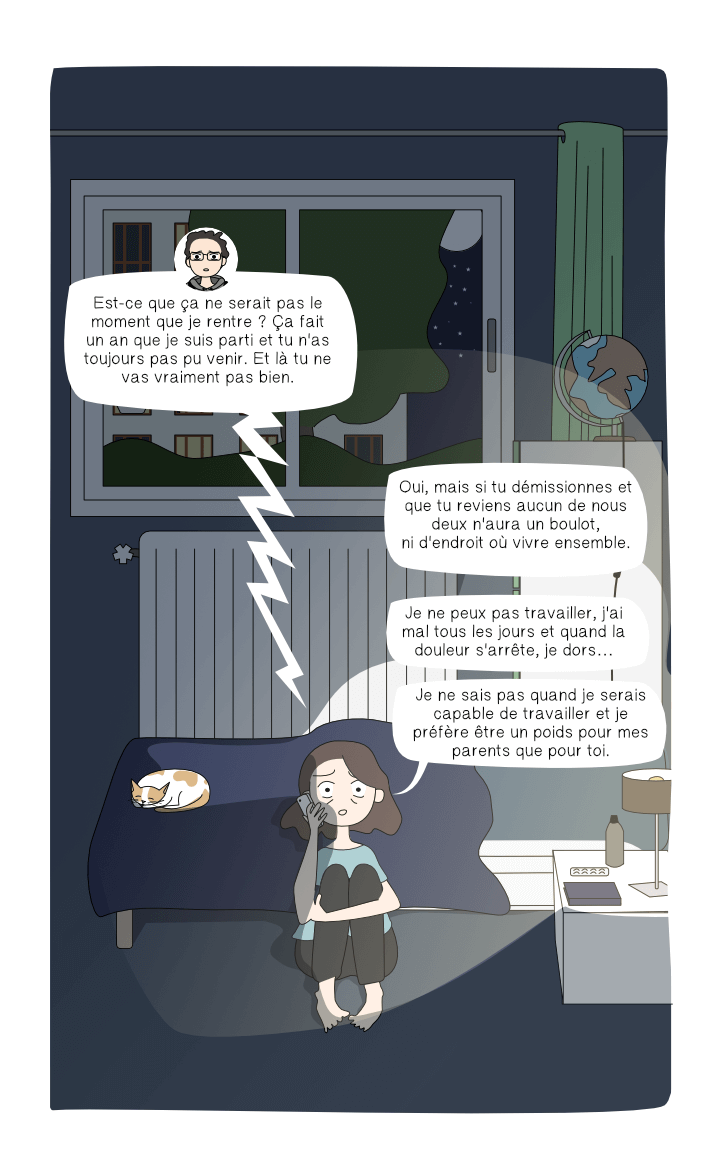 Est-ce que ça ne serait pas le
moment que je rentre ? Ça fait
un an que je suis parti et tu n'as
toujours pas pu venir. Et là tu ne
vas vraiment pas bien.
Oui, mais si tu démissionnes et
que tu reviens aucun de nous
deux n'aura un boulot,
ni d'endroit où vivre ensemble.
Je ne peux pas travailler, j'ai
mal tous les jours et quand la
douleur s'arrête, je dors...
Je ne sais pas quand je serais
capable de travailler et je
préfère être un poids pour mes
parents que pour toi.